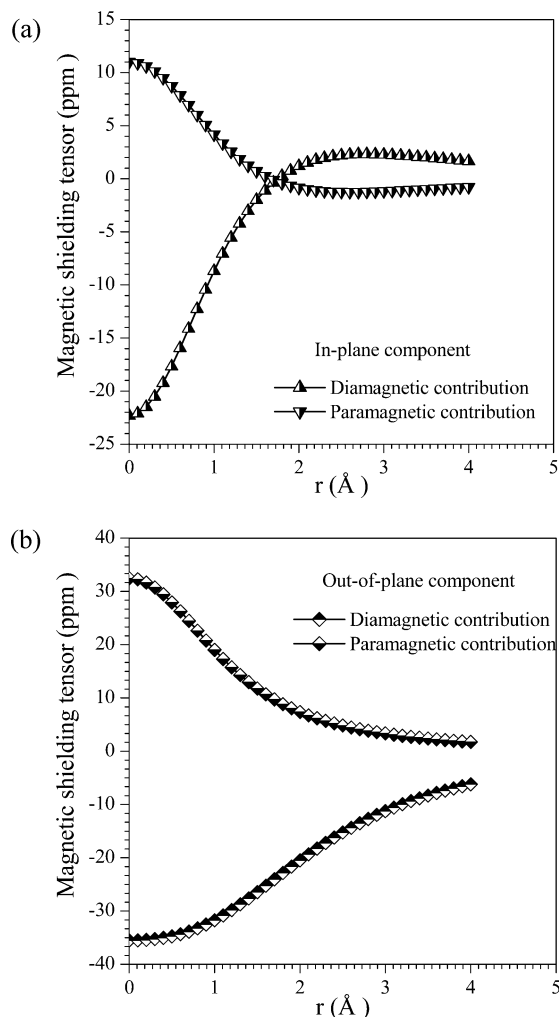 (a)
15
10
5
0
-5
-10
-15
-20
-25
Magnetic shielding tensor (ppm )
In-plane component
Diamagnetic contribution
Paramagnetic contribution
0 1 2 3 4 5
r (Å )
(b)
40
30
20
10
0
-10
-20
-30
-40
Magnetic shielding tensor (ppm )
Out-of-plane component
Diamagnetic contribution
Paramagnetic contribution
0 1 2 3 4 5
r (Å )